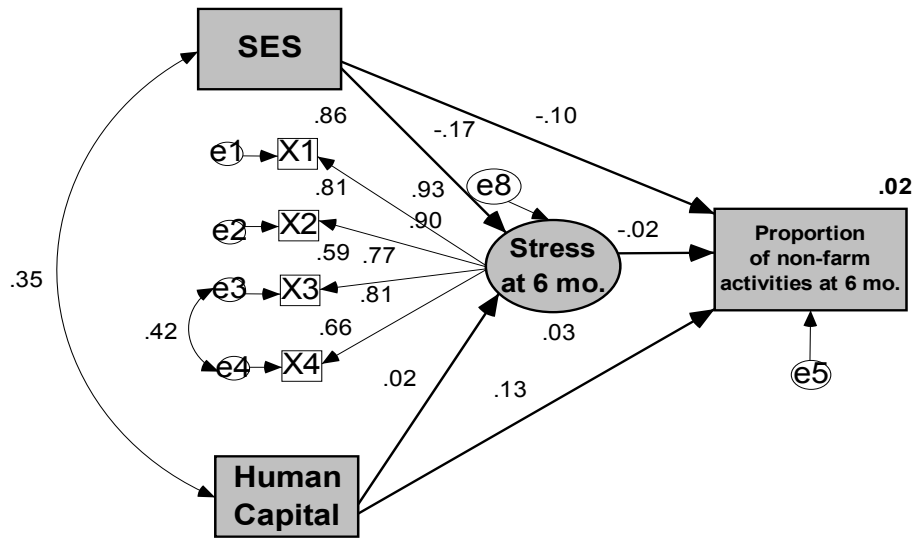 SES
.86
-.17
-.10
e1
X1
.81
.93
e8
.02
e2
X2
.90
Stress
at 6 mo.
-.02
Proportion
of non-farm
activities at 6 mo.
.59
.77
.35
e3
X3
.81
.42
.66
.03
e4
X4
.02
.13
e5
Human
Capital